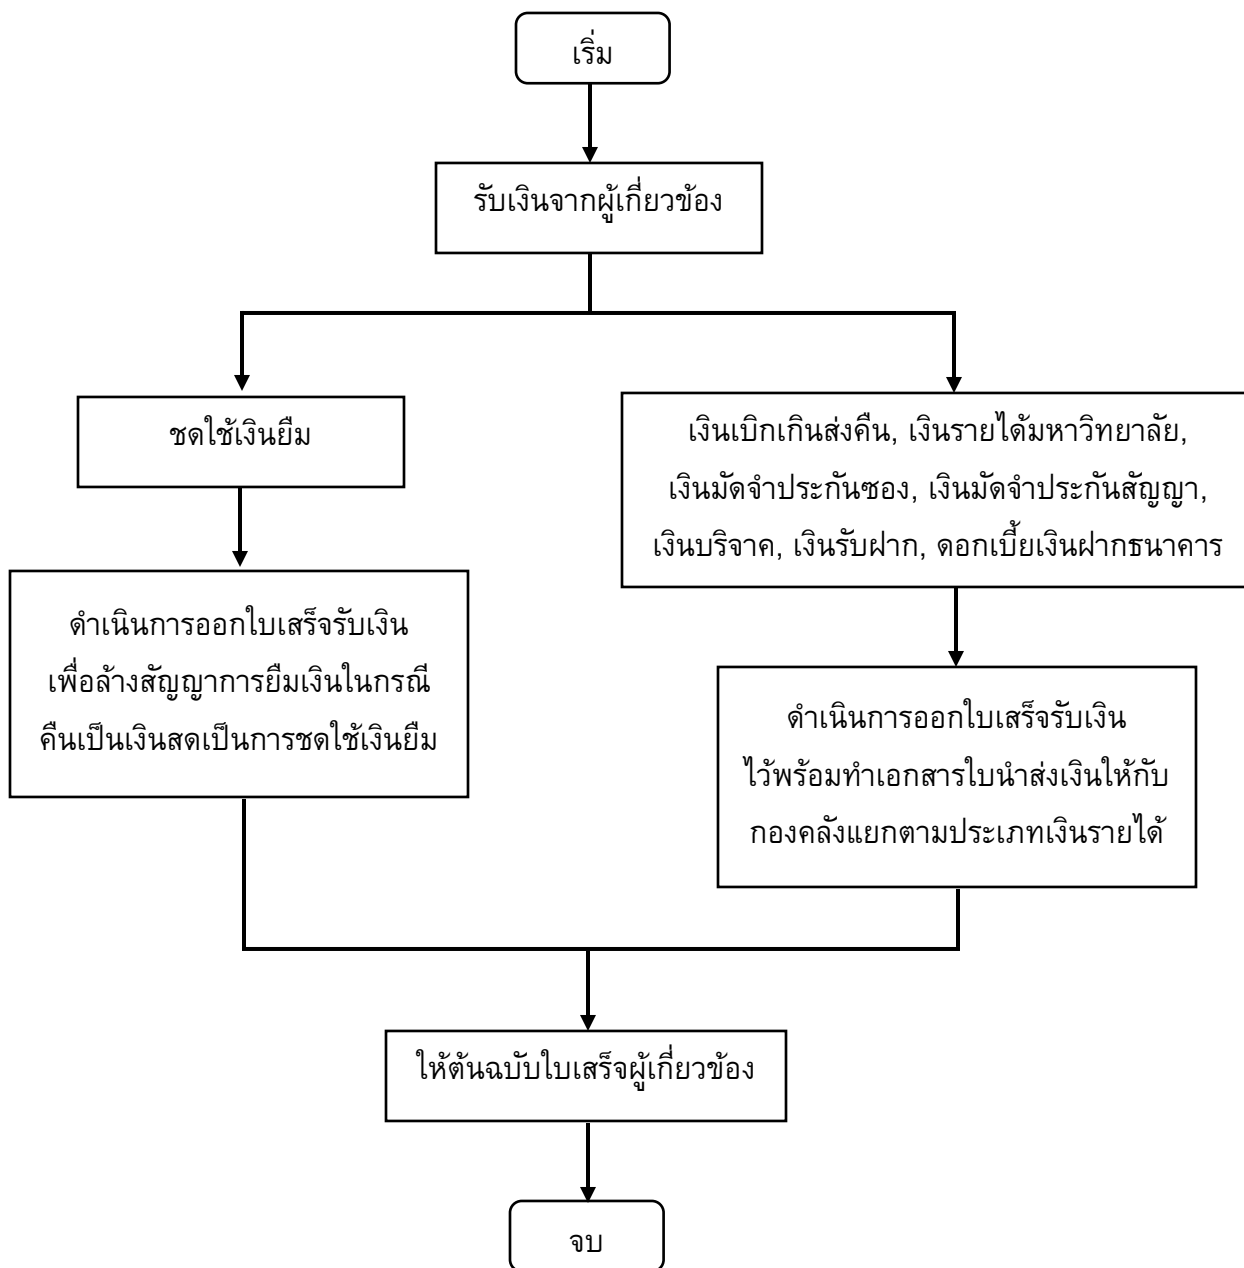 เริ่ม
รับเงินจากผู้เกี่ยวข้อง
ชดใช้เงินยืม
ดำเนินการออกใบเสร็จรับเงิน
เพื่อล้างสัญญาการยืมเงินในกรณี
คืนเป็นเงินสดเป็นการชดใช้เงินยืม
เงินเบิกเกินส่งคืน, เงินรายได้มหาวิทยาลัย,
เงินมัดจำประกันซอง, เงินมัดจำประกันสัญญา,
เงินบริจาค, เงินรับฝาก, ดอกเบี้ยเงินฝากธนาคาร
ดำเนินการออกใบเสร็จรับเงิน
ไว้พร้อมทำเอกสารใบนำส่งเงินให้กับ
กองคลังแยกตามประเภทเงินรายได้
ให้ต้นฉบับใบเสร็จผู้เกี่ยวข้อง
จบ